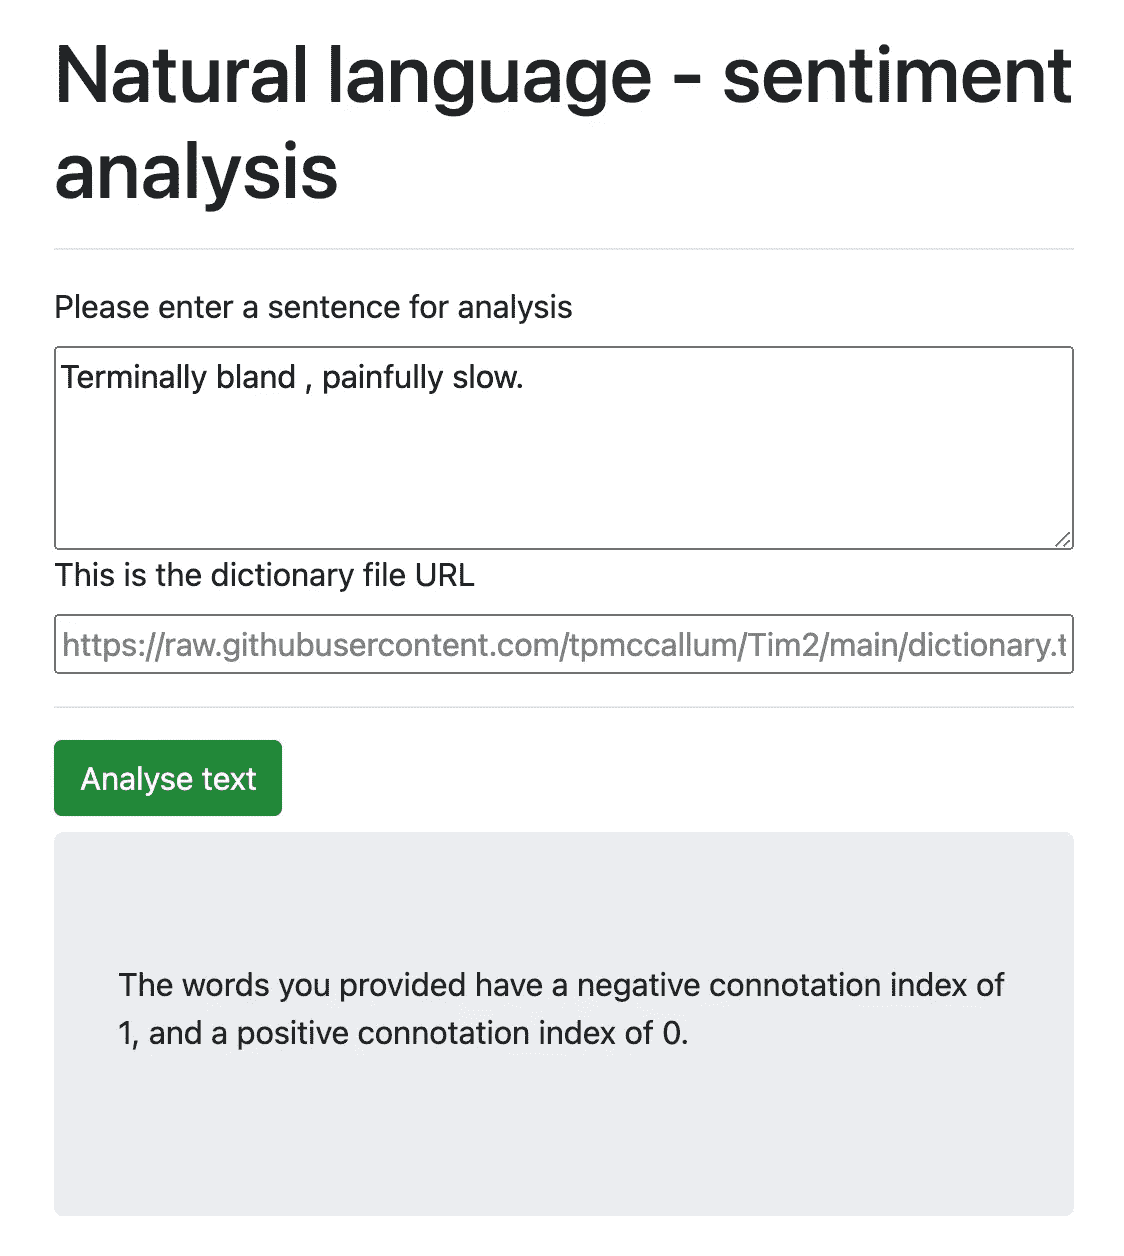 Natural language - sentiment
analysis
Please enter a sentence for analysis
Terminally bland , painfully slow.
This is the dictionary file URL
https://raw.githubusercontent.com/tpmccallum/Tim2/main/dictionary.t
Analyse text
The words you provided have a negative connotation index of
1, and a positive connotation index of 0.